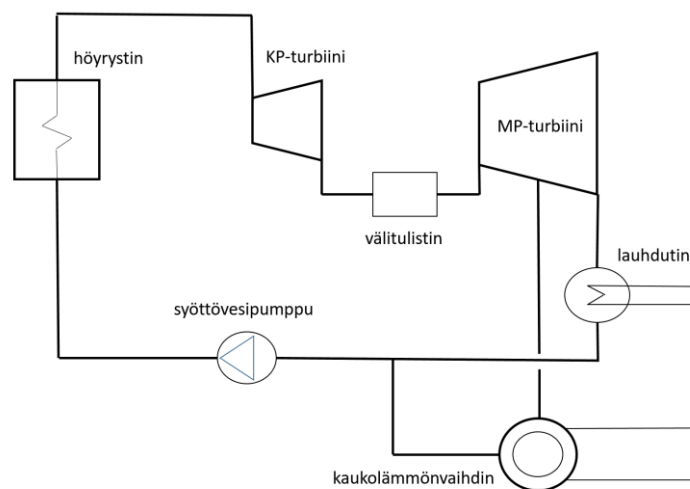 höyrystin
KP-turbiini
MP-turbiini
välitulistin
lauhdutin
syöttövesipumppu
kaukolämmönvaihdin